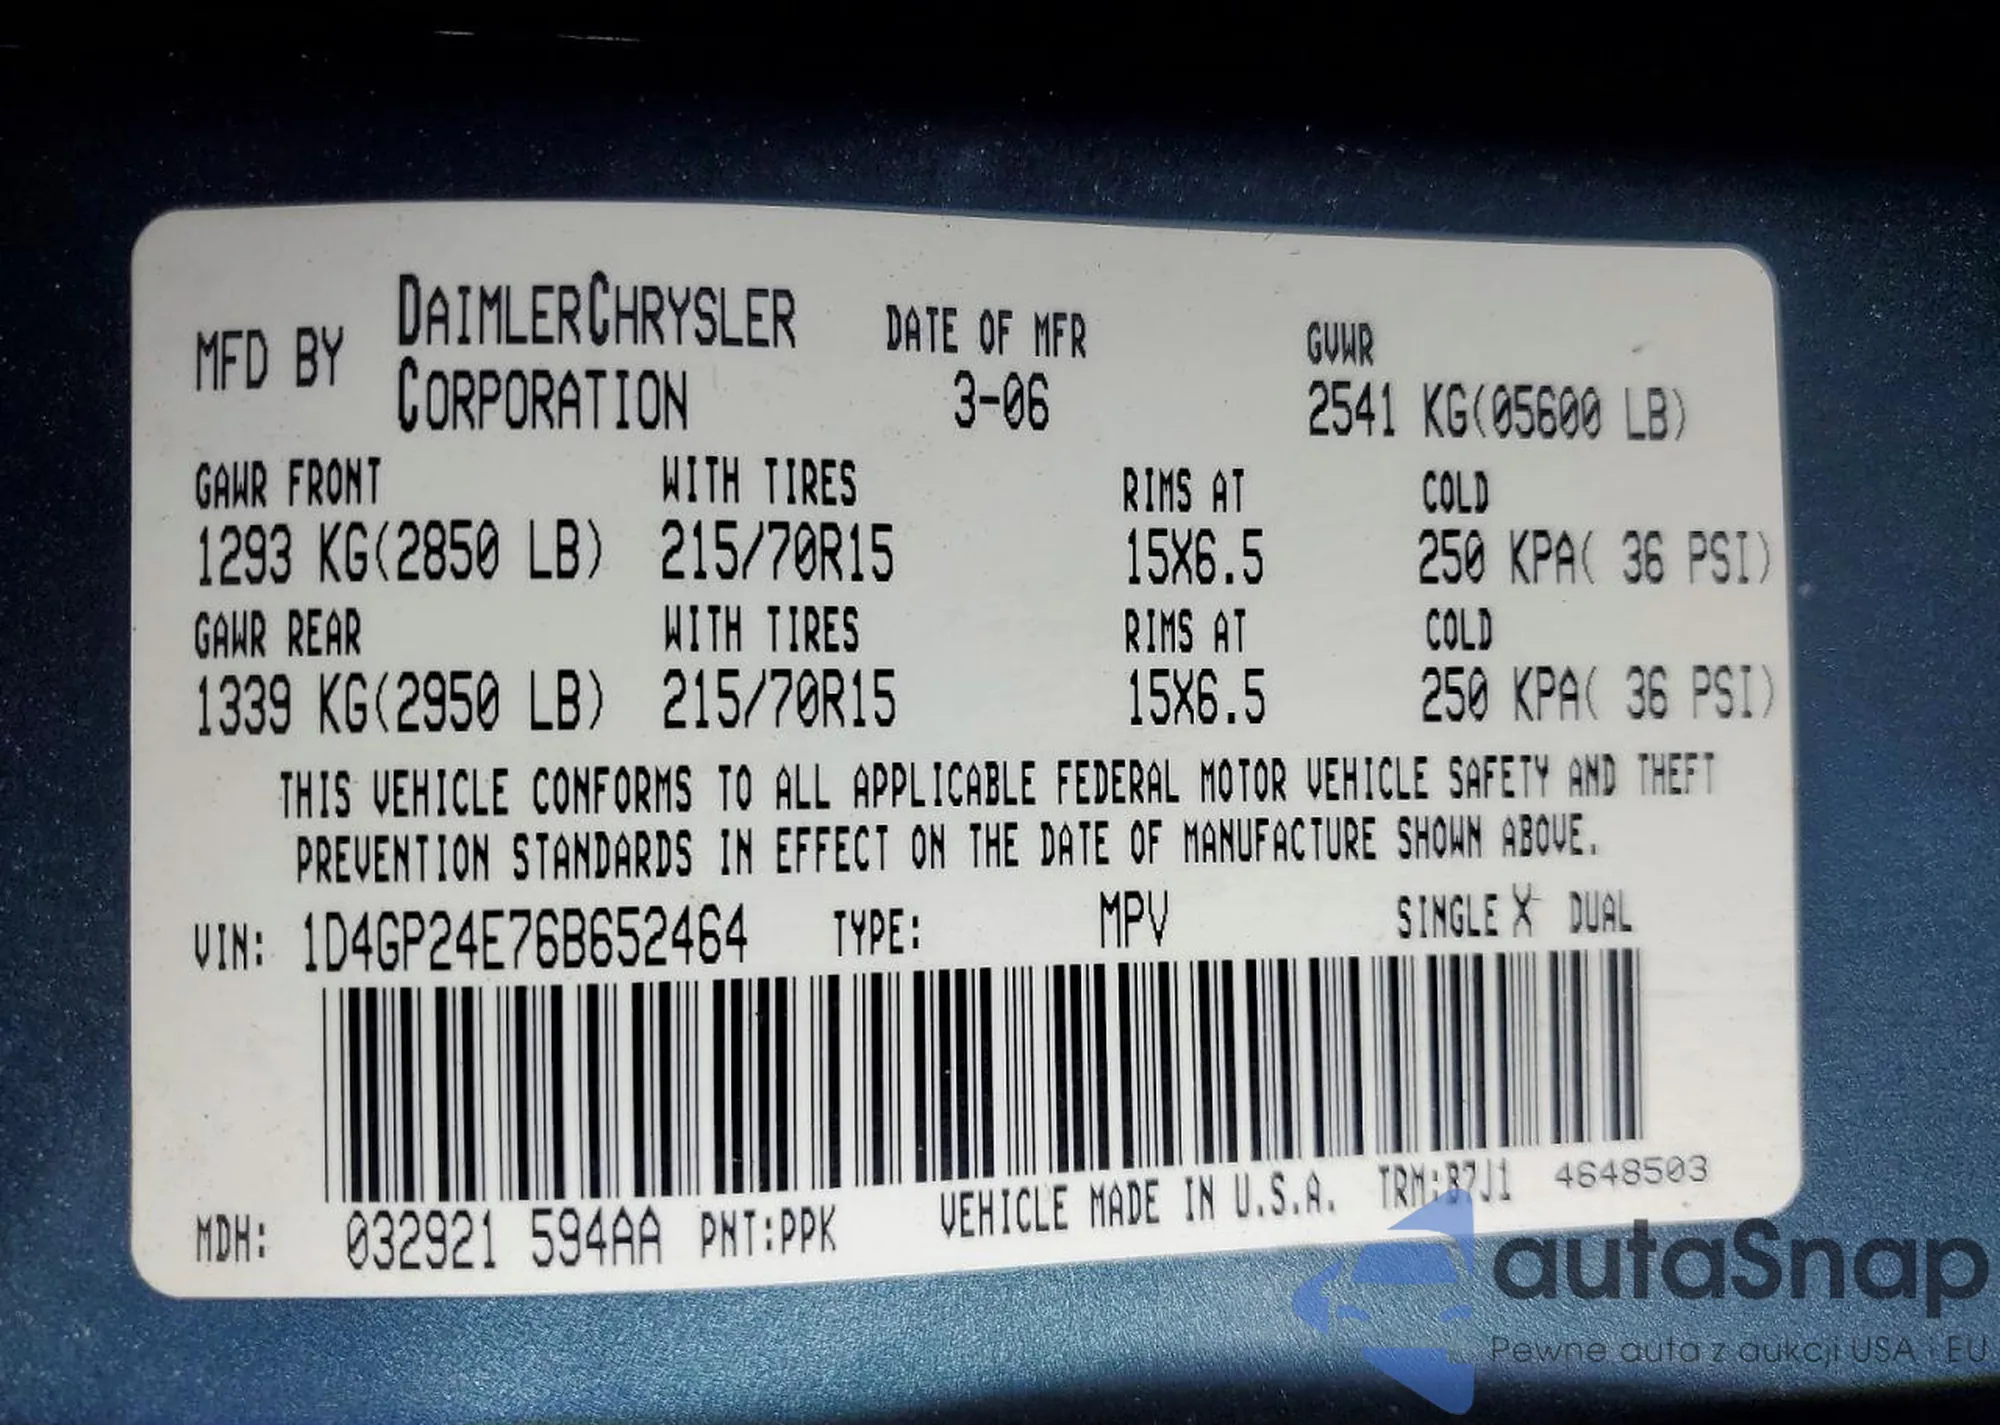 MFD BY DAIMLERCHRYSLER CORPORATION DATE OF MFR 3-06 GVWR 2541 KG(05600 LB)
GAWR FRONT WITH TIRES RIMS AT COLD
1293 KG(2850 LB) 215/70R15 15X6.5 250 KPA( 36 PSI)
GAWR REAR WITH TIRES RIMS AT COLD
1339 KG(2950 LB) 215/70R15 15X6.5 250 KPA( 36 PSI)
THIS VEHICLE CONFORMS TO ALL APPLICABLE FEDERAL MOTOR VEHICLE SAFETY AND THEFT
PREVENTION STANDARDS IN EFFECT ON THE DATE OF MANUFACTURE SHOWN ABOVE.
VIN: 1D4GP24E76B652464 TYPE: MPV SINGLE X DUAL
MDH: 032921 594AA PNT:PPK VEHICLE MADE IN U.S.A. TRM:B7J1 4648503
autaSnap
Pewne auta z aukcji USA i EU